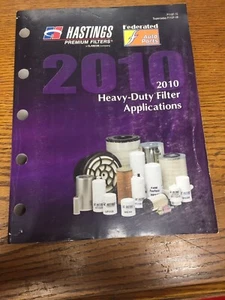 HASTINGS
PREMIUM FILTERS
Federated
Auto Parts
2010
2010
Heavy-Duty Filter
Applications